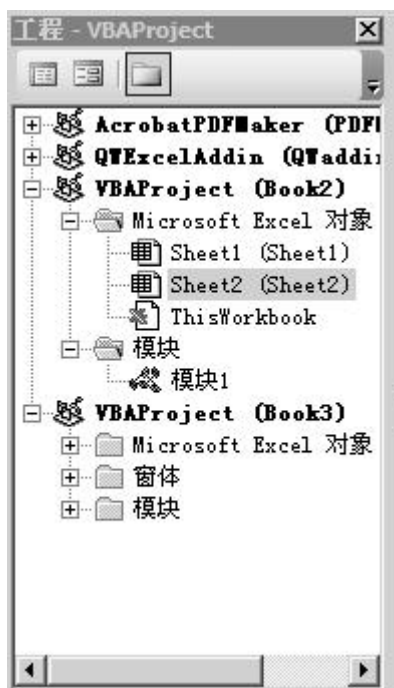 工程 - VBAProject
AcrobatPDFMaker (PDF
QTExcelAddin (QTaddi
VBAProject (Book2)
Microsoft Excel 对象
Sheet1 (Sheet1)
Sheet2 (Sheet2)
ThisWorkbook
模块
模块1
VBAProject (Book3)
Microsoft Excel 对象
窗体
模块